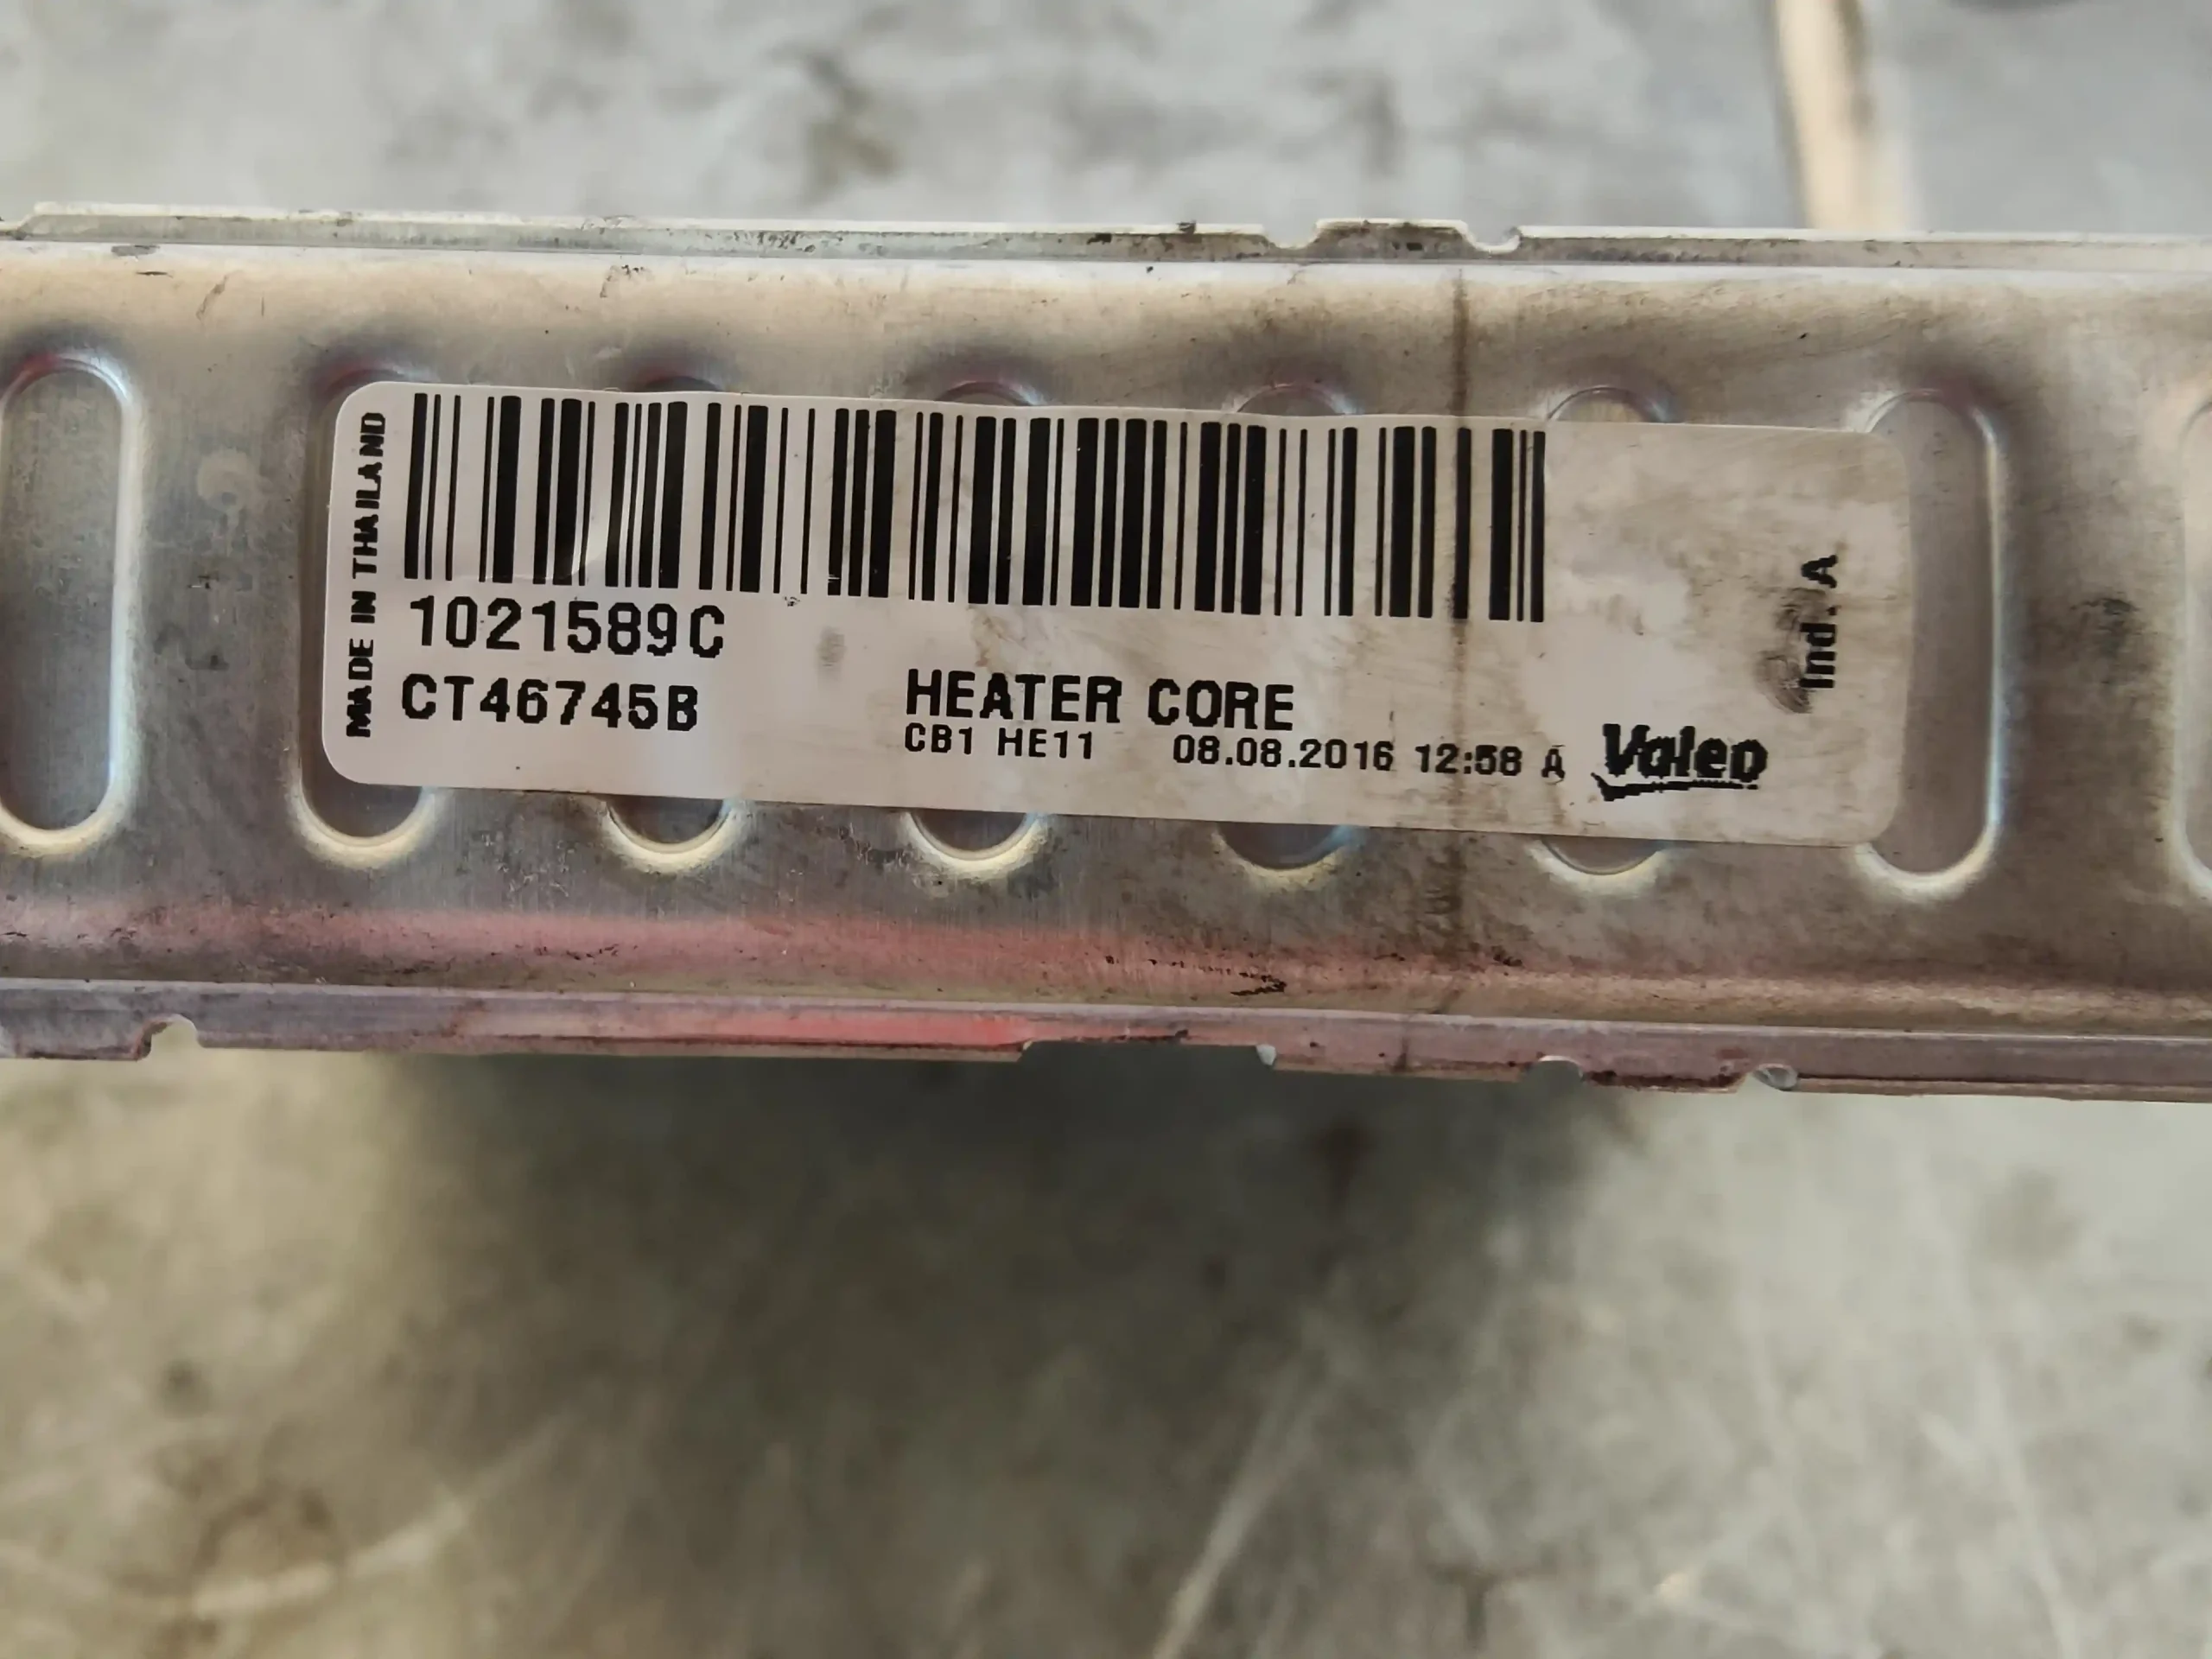 MADE IN THAILAND
1021589C
CT46745B
HEATER CORE
CB1 HE11 08.08.2016 12:58 A
Valeo
Ind. A